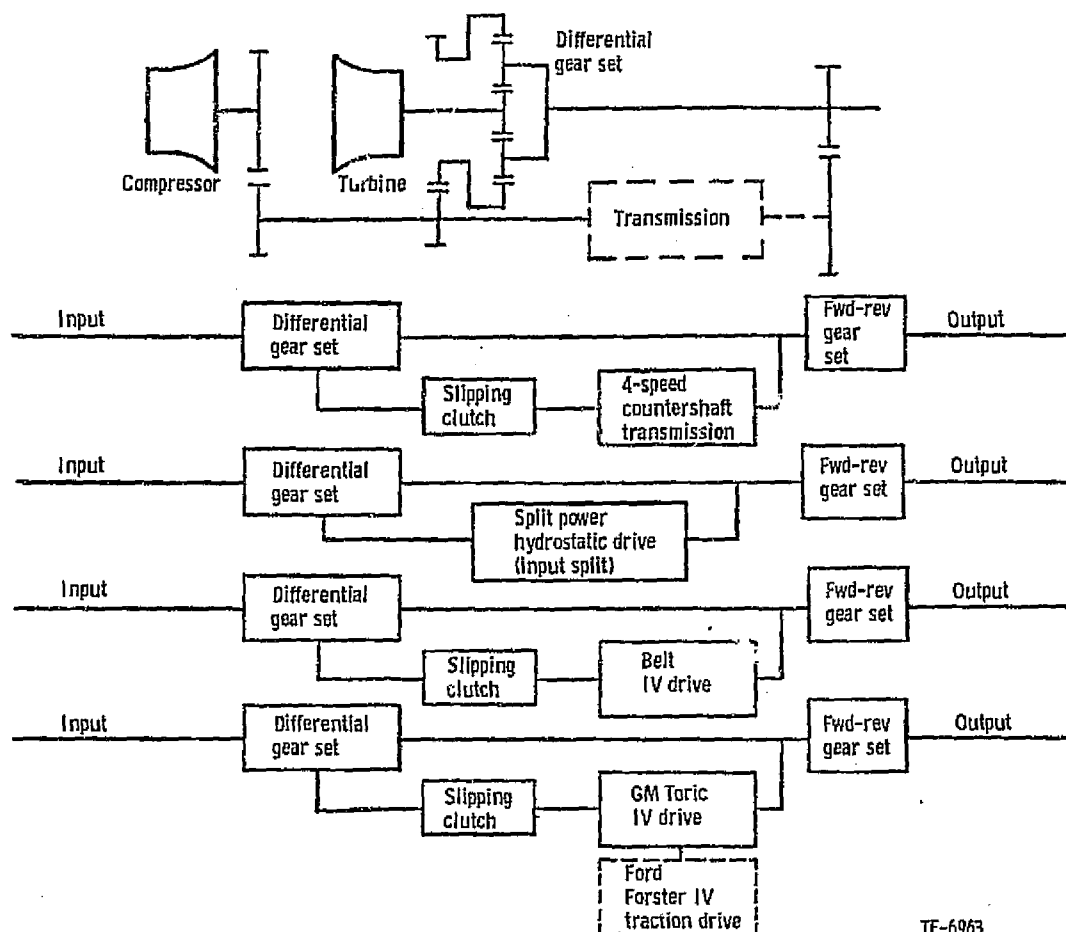 Differential
gear set
Compressor
Turbine
Transmission
Input
Differential
gear set
Slipping
clutch
4-speed
countershaft
transmission
Fwd-rev
gear
set
Output
Input
Differential
gear set
Split power
hydrostatic drive
(input split)
Fwd-rev
gear set
Output
Input
Differential
gear set
Slipping
clutch
Belt
IV drive
Fwd-rev
gear set
Output
Input
Differential
gear set
Slipping
clutch
GM Toric
IV drive
Fwd-rev
gear set
Output
Ford
Forster IV
traction drive
TE-6963